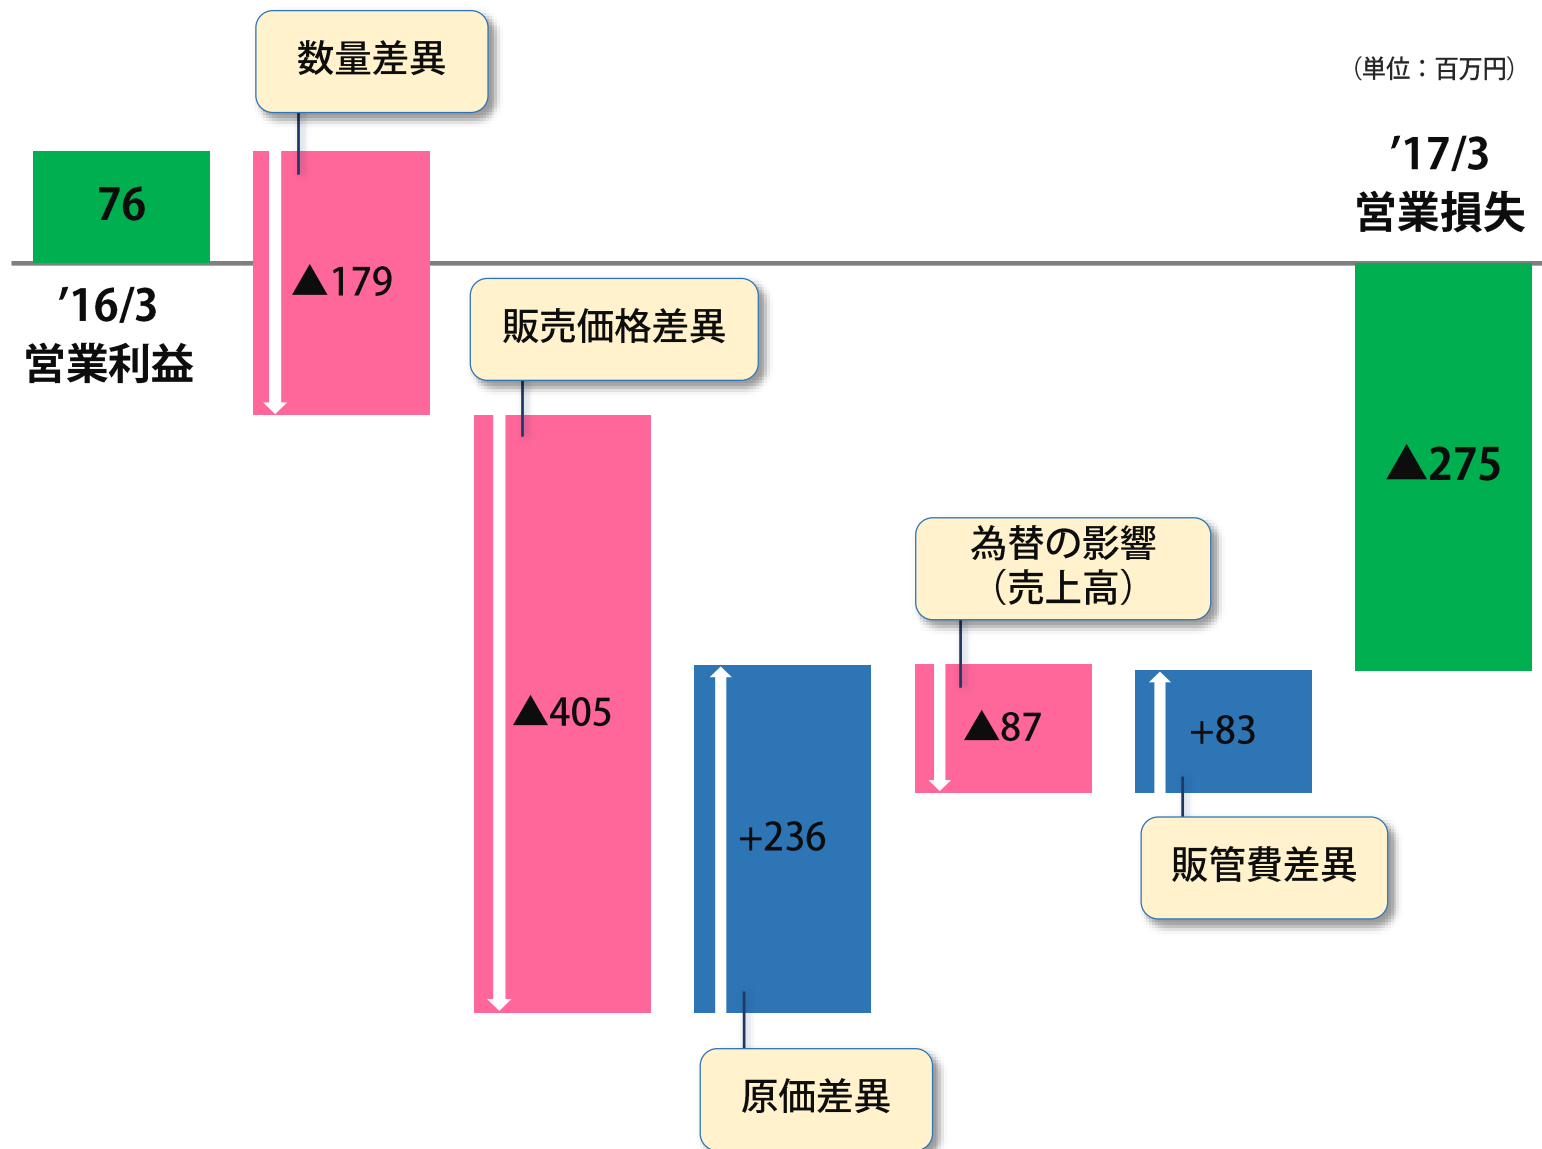 数量差異
（単位：百万円）
76
’16/3
営業利益
▲179
販売価格差異
▲405
+236
原価差異
為替の影響
（売上高）
▲87
+83
販管費差異
’17/3
営業損失
▲275